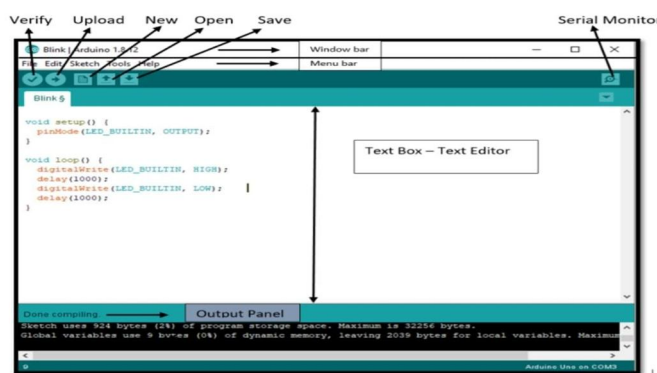 Verify Upload New Open Save Serial Monitor
Blink | Arduino 1.8.12 Window bar
File Edit Sketch Tools Help Menu bar
Blink §
void setup() {
pinMode(LED_BUILTIN, OUTPUT);
}
void loop() {
digitalWrite(LED_BUILTIN, HIGH);
delay(1000);
digitalWrite(LED_BUILTIN, LOW);
delay(1000);
}
Text Box – Text Editor
Done compiling. Output Panel
Sketch uses 924 bytes (2%) of program storage space. Maximum is 32256 bytes.
Global variables use 9 bytes (0%) of dynamic memory, leaving 2039 bytes for local variables. Maximum
9 Arduino Uno on COM3